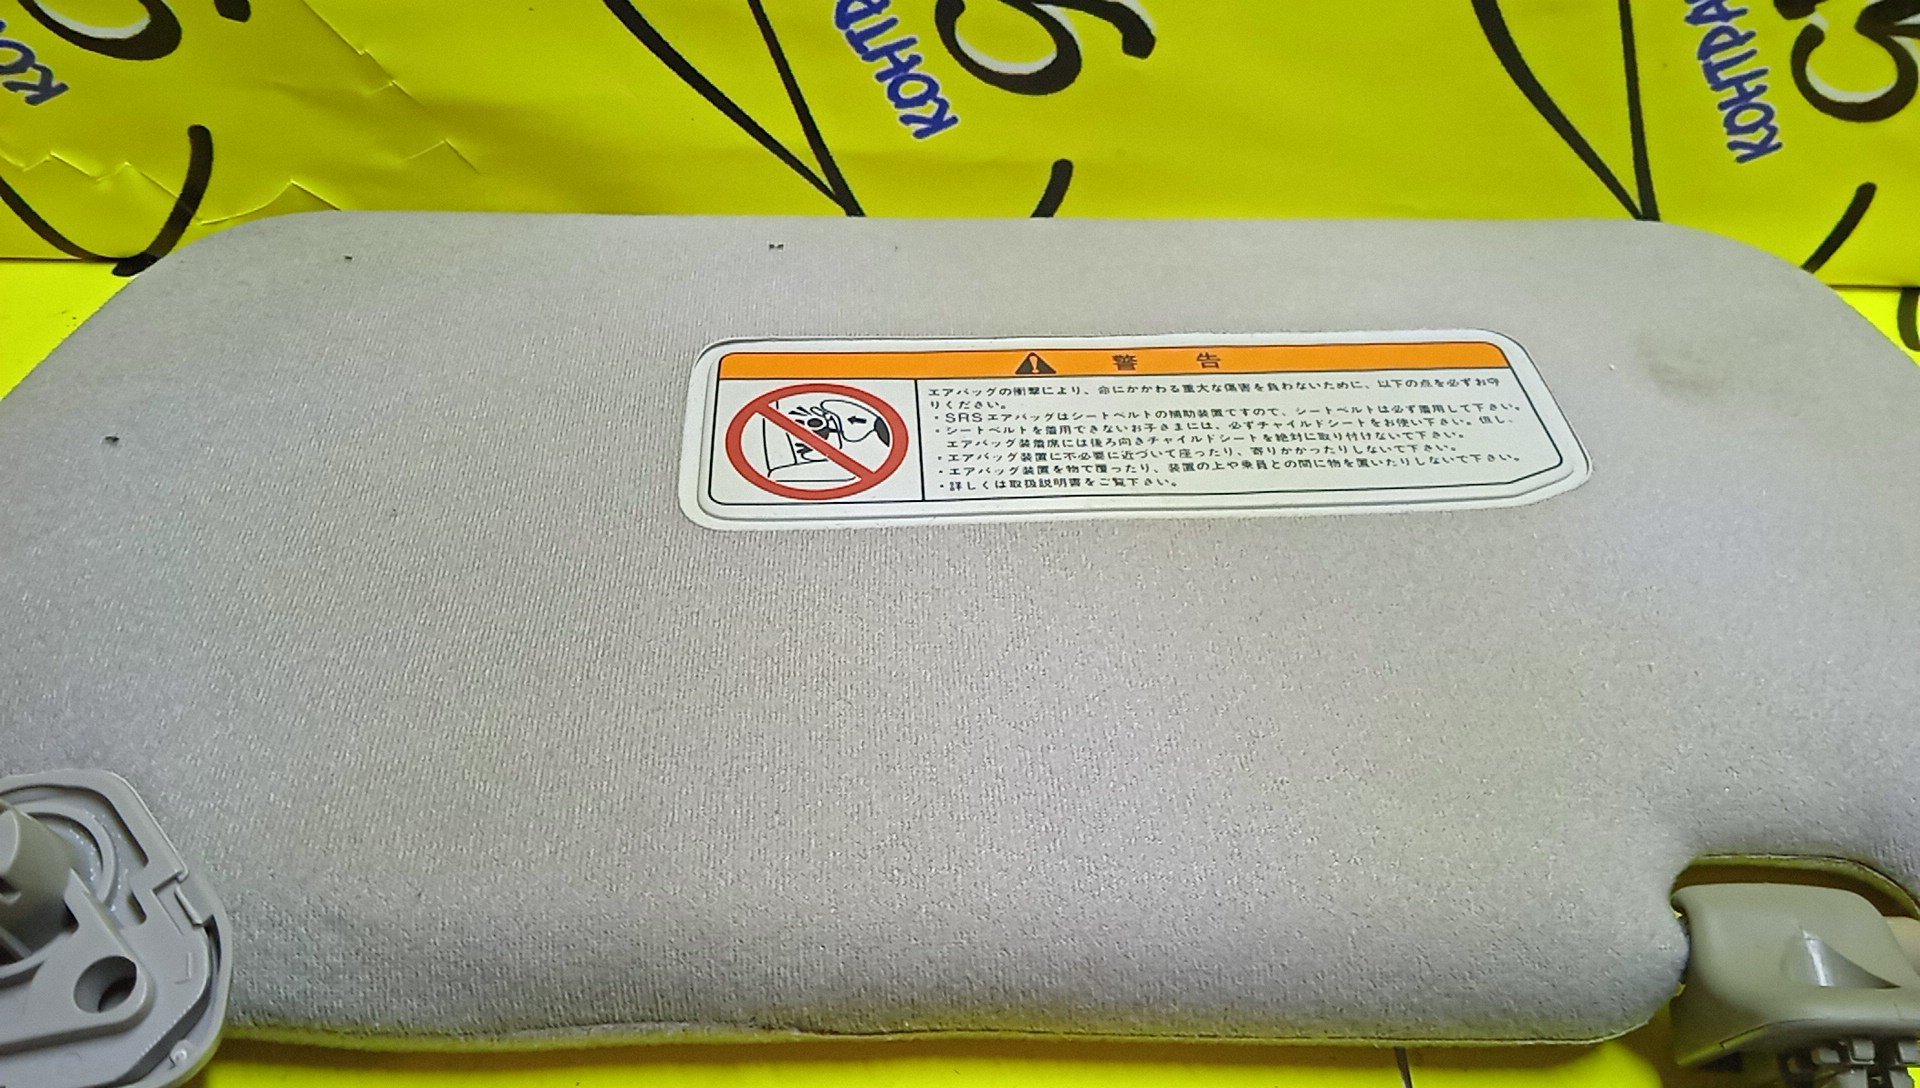 КОНТРА
КОНТРА
警 告
エアバッグの衝撃により、命にかかわる重大な傷害を負わないために、以下の点を必ずお守
りください。
・SRSエアバッグはシートベルトの補助装置ですので、シートベルトは必ず着用して下さい。
・シートベルトを着用できないお子さまには、必ずチャイルドシートをお使い下さい。但し、
エアバッグ装着席には後ろ向きチャイルドシートを絶対に取り付けないで下さい。
・エアバッグ装置に不必要に近づいて座ったり、寄りかかったりしないで下さい。
・エアバッグ装置を物で覆ったり、装置の上や乗員との間に物を置いたりしないで下さい。
・詳しくは取扱説明書をご覧下さい。